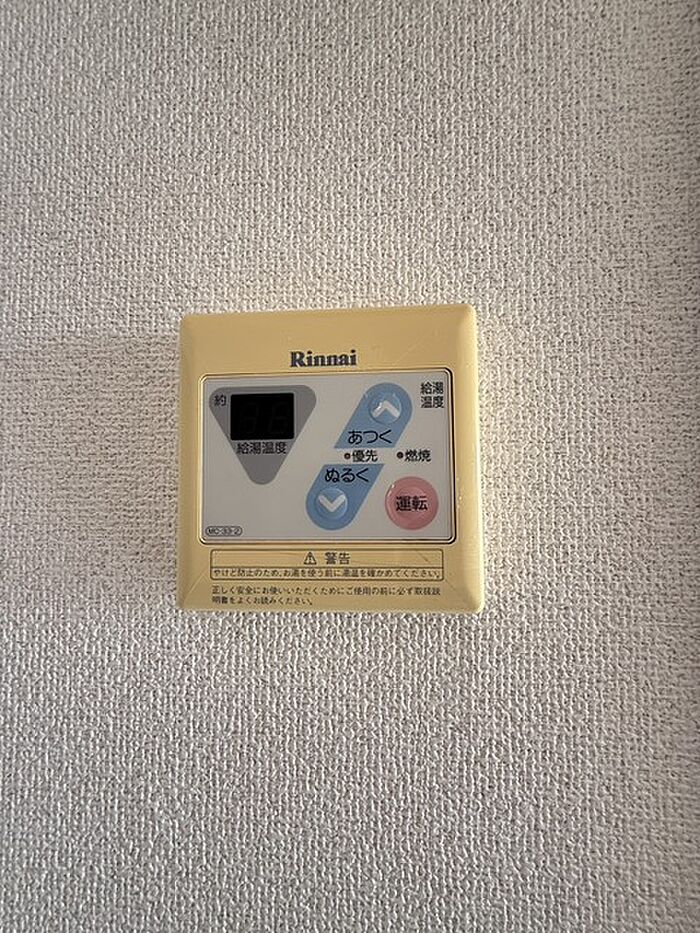 Rinnai
約
給湯温度
給湯
温度
あつく
優先
燃焼
ぬるく
運転
MC-33-2
警告
やけど防止のため、お湯を使う前に湯温を確かめてください。
正しく安全にお使いいただくためにご使用の前に必ず取扱説
明書をよくお読みください。